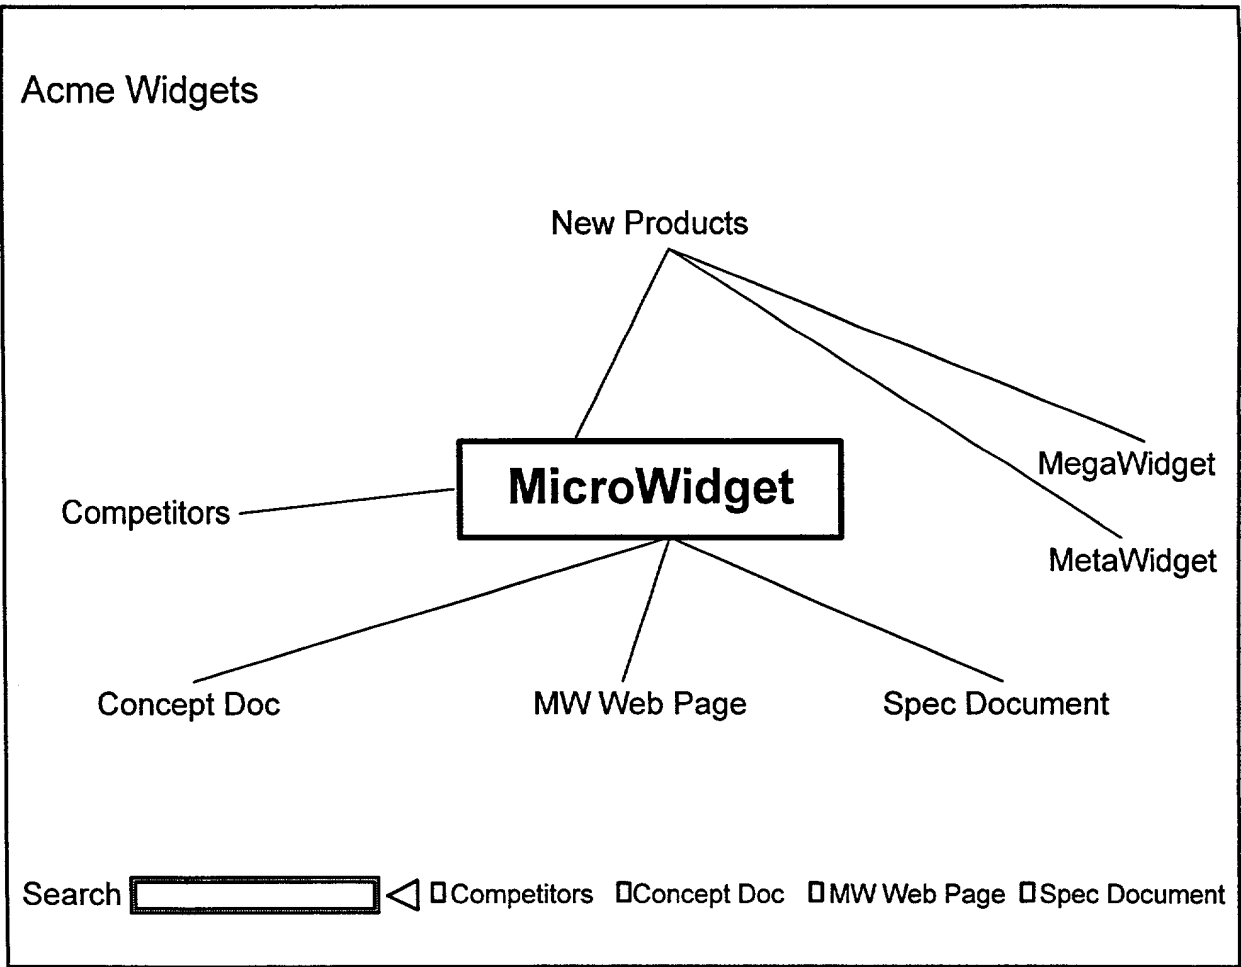 Acme Widgets
New Products
MegaWidget
MicroWidget
Competitors
MetaWidget
Concept Doc MW Web Page Spec Document
Search Competitors Concept Doc MW Web Page Spec Document